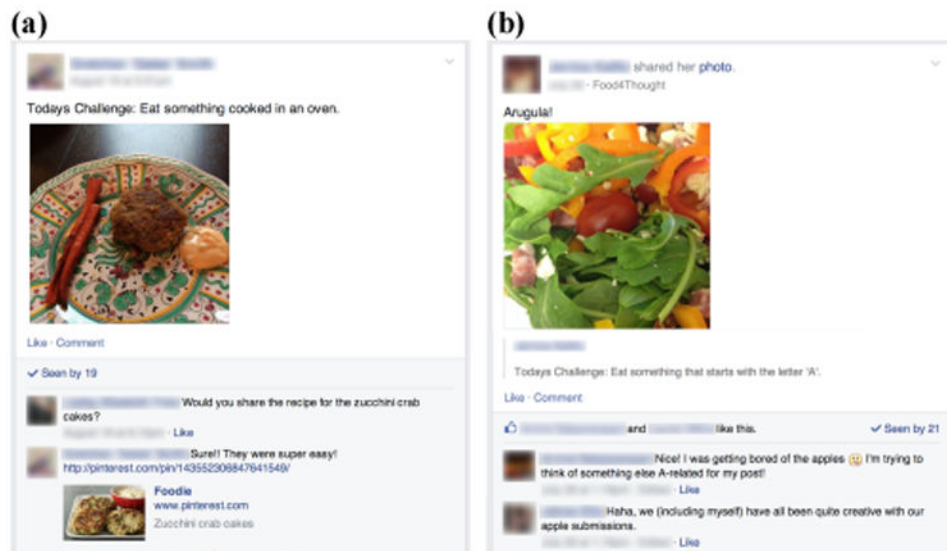 (a)
Todays Challenge: Eat something cooked in an oven.
Like · Comment
Seen by 19
Would you share the recipe for the zucchini crab
cakes?
· Like
Sure!! They were super easy!
http://pinterest.com/pin/143552306847641549/
Foodie
www.pinterest.com
Zucchini crab cakes
(b)
shared her photo.
· Food4Thought
Arugula!
Todays Challenge: Eat something that starts with the letter 'A'.
Like · Comment
and like this.
Seen by 21
Nice! I was getting bored of the apples I'm trying to
think of something else A-related for my post!
· Like
Haha, we (including myself) have all been quite creative with our
apple submissions.
· Like